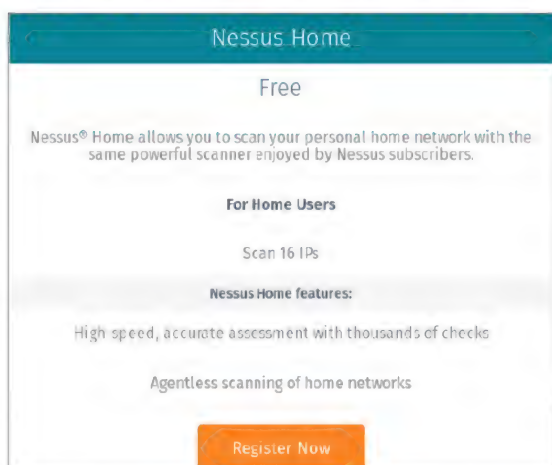 Nessus Home
Free
Nessus® Home allows you to scan your personal home network with the
same powerful scanner enjoyed by Nessus subscribers.
For Home Users
Scan 16 IPs
Nessus Home features:
High-speed, accurate assessment with thousands of checks
Agentless scanning of home networks
Register Now